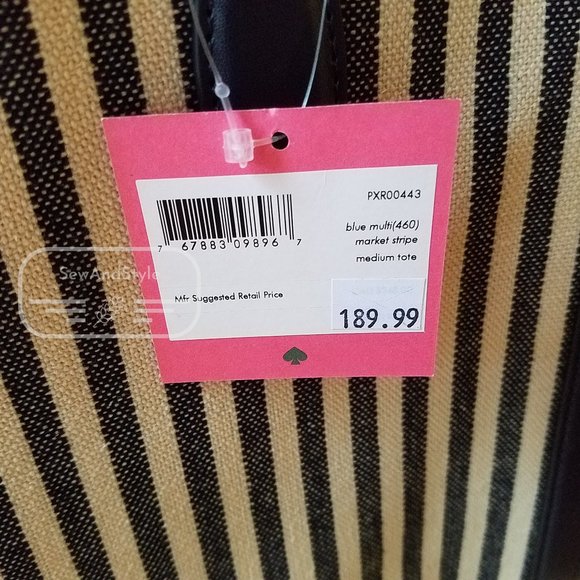 PXR00443
blue multi(460)
market stripe
medium tote
7 67883 09896 7
SewAndStyle
Mfr Suggested Retail Price
189.99